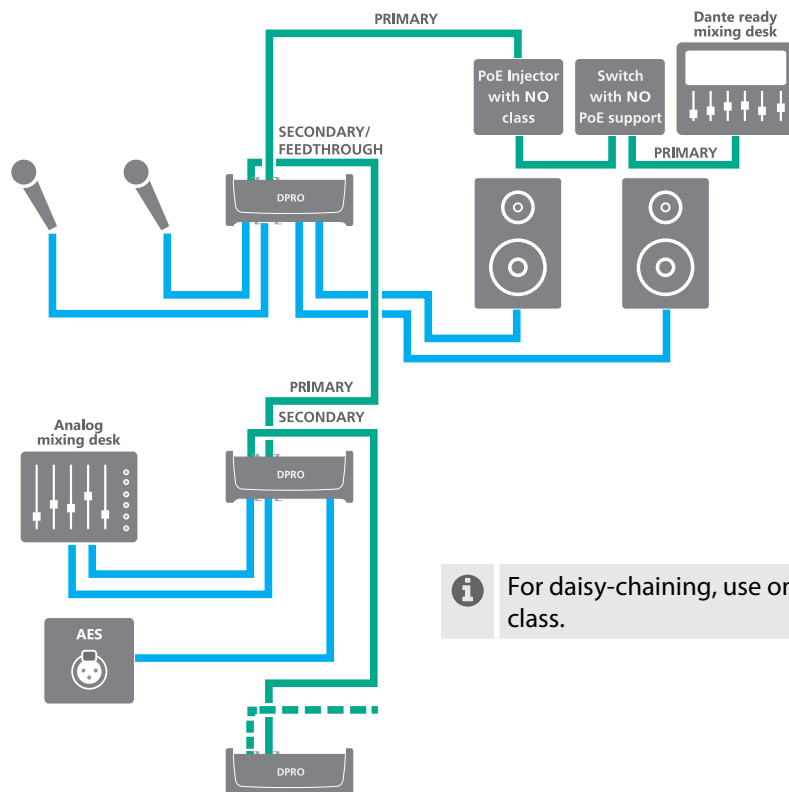 PRIMARY
Dante ready
mixing desk
PoE Injector
with NO
class
Switch
with NO
PoE support
SECONDARY/
FEEDTHROUGH
PRIMARY
DPRO
PRIMARY
SECONDARY
Analog
mixing desk
DPRO
For daisy-chaining, use or
class.
AES
DPRO